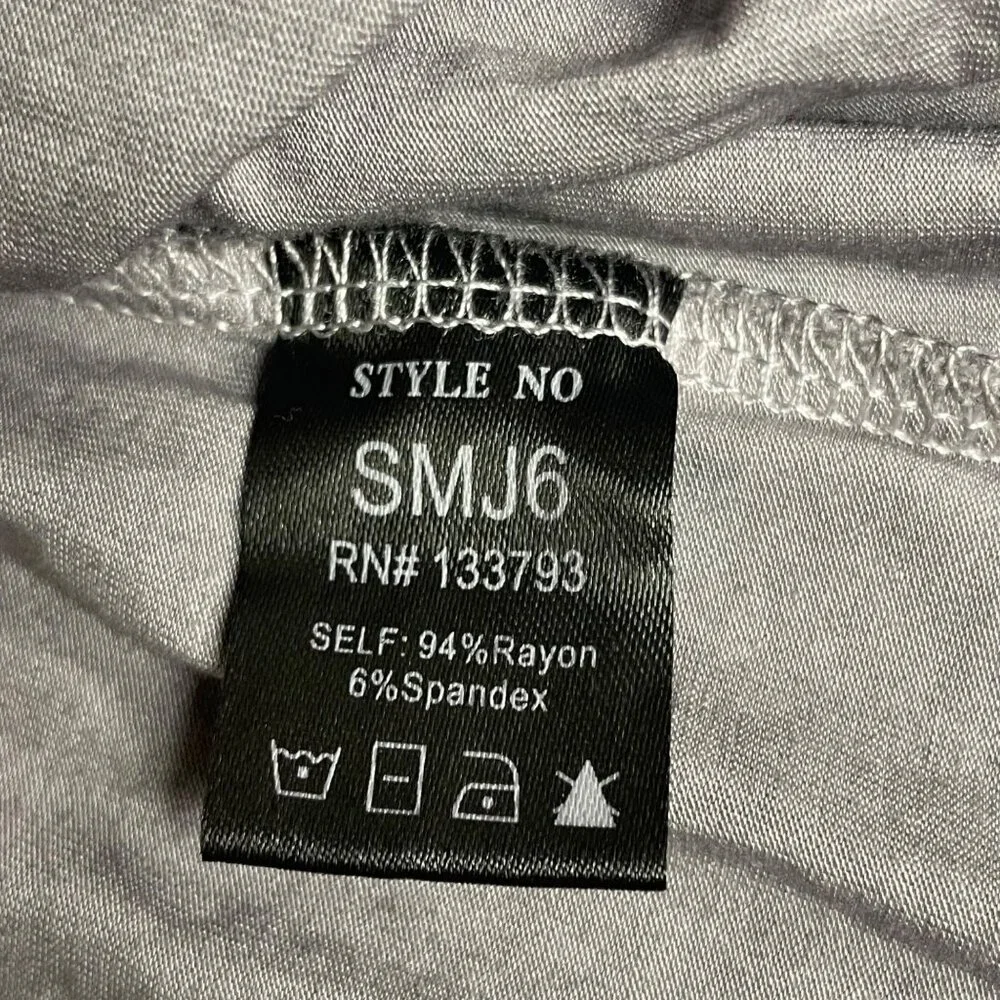 STYLE NO
SMJ6
RN# 133793
SELF: 94%Rayon
6%Spandex